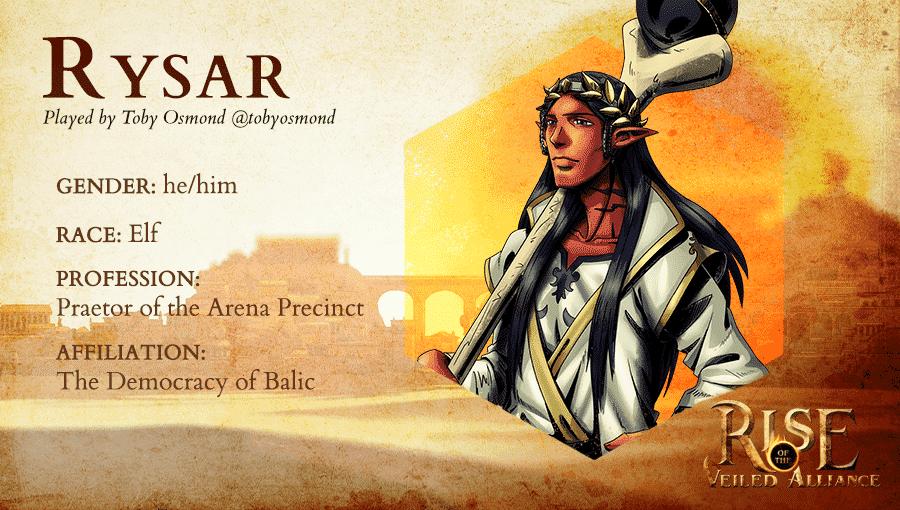 RYSAR
Played by Toby Osmond @tobyosmond
GENDER: he/him
RACE: Elf
PROFESSION:
Praetor of the Arena Precinct
AFFILIATION:
The Democracy of Balic
RISE
OF THE
VEILED ALLIANCE